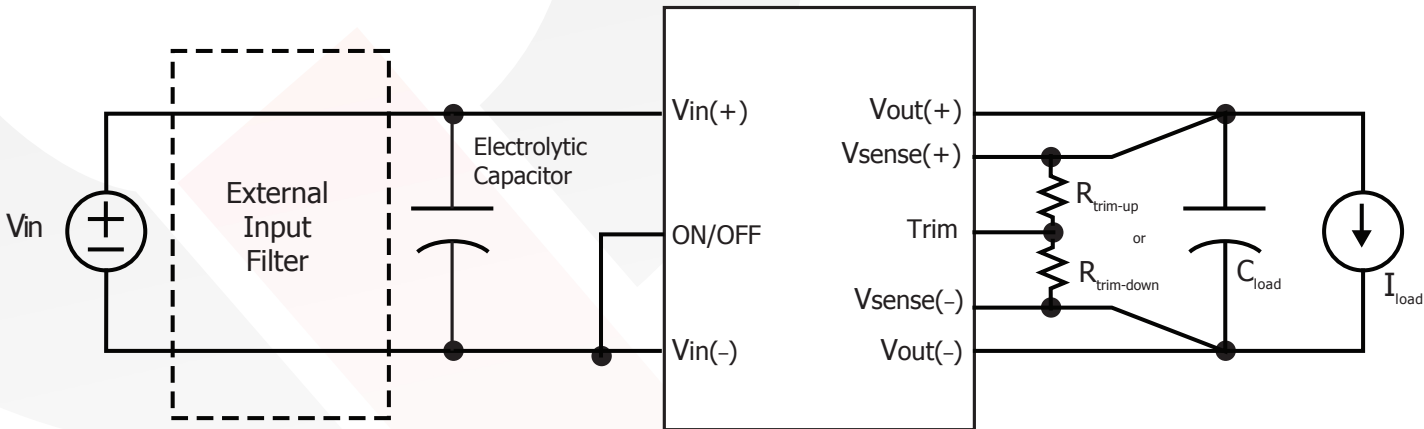 Vin
External
Input
Filter
Electrolytic
Capacitor
Vin(+)
ON/OFF
Vin(–)
Vout(+)
Vsense(+)
Trim
Vsense(–)
Vout(–)
Rtrim-up
or
Rtrim-down
Cload
Iload